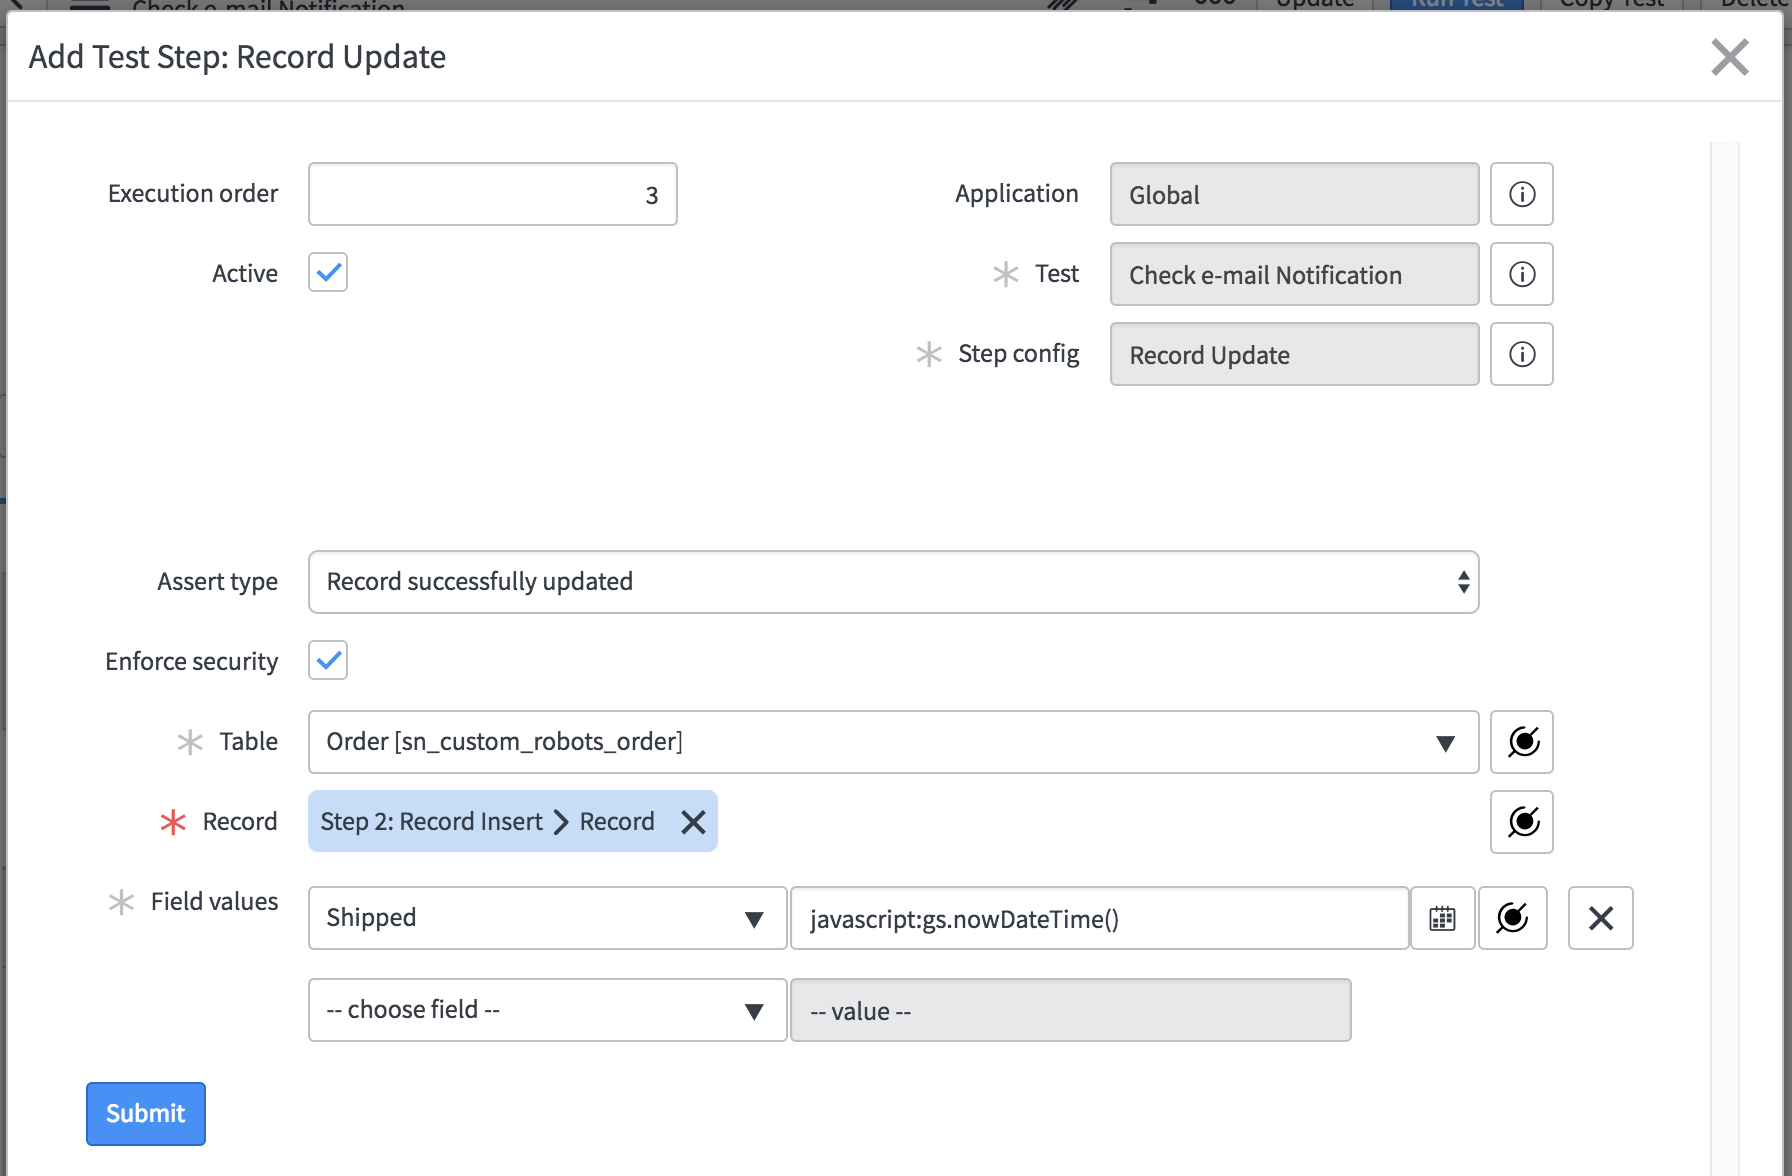 Check e-mail Notification Update Run Test Copy Test Delete
Add Test Step: Record Update
Execution order 3 Application Global
Active Test Check e-mail Notification
Step config Record Update
Assert type Record successfully updated
Enforce security
Table Order [sn_custom_robots_order]
Record Step 2: Record Insert Record
Field values Shipped javascript:gs.nowDateTime()
-- choose field -- -- value --
Submit